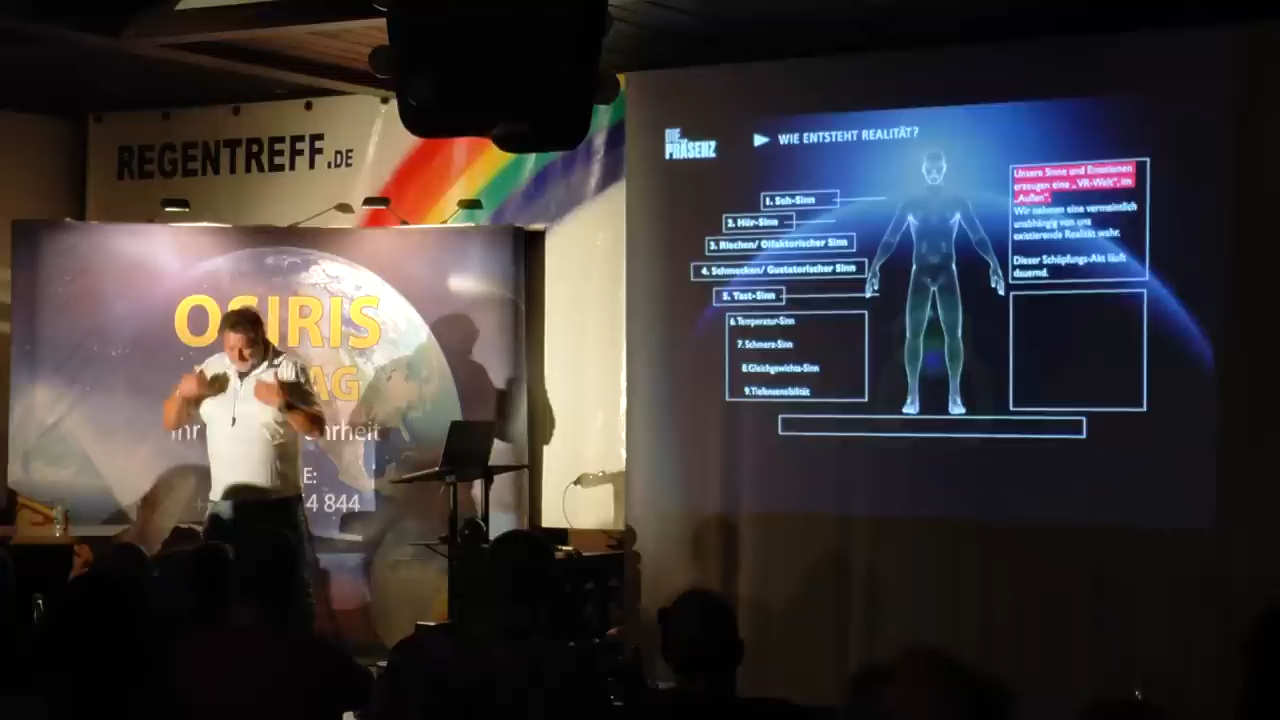 REGENTREFF.DE
OSIRIS
AG
Ihr
E:
4 844
DIE
PRÄSENZ
WIE ENTSTEHT REALITÄT?
1. Seh-Sinn
2. Hör-Sinn
3. Riechen/ Olfaktorischer Sinn
4. Schmecken/ Gustatorischer Sinn
5. Tast-Sinn
6. Temperatur-Sinn
7. Schmerz-Sinn
8. Gleichgewichts-Sinn
9. Tiefensensibilität
Unsere Sinne und Emotionen
erzeugen eine „VR-Welt“, im
„Außen“.
Wir nehmen eine vermeintlich
unabhängig von uns
existierende Realität wahr.
Dieser Schöpfungs-Akt läuft
dauernd.